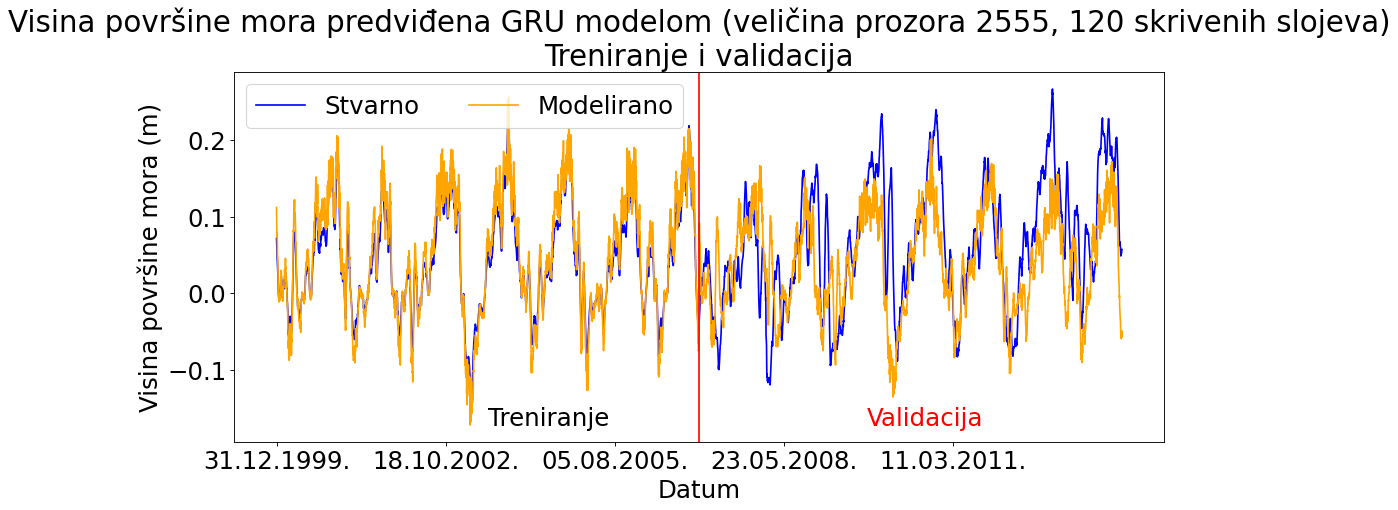 Visina površine mora predviđena GRU modelom (veličina prozora 2555, 120 skrivenih slojeva)
Treniranje i validacija
Stvarno
Modelirano
Visina površine mora (m)
0.2
0.1
0.0
−0.1
Treniranje
Validacija
31.12.1999.
18.10.2002.
05.08.2005.
23.05.2008.
11.03.2011.
Datum